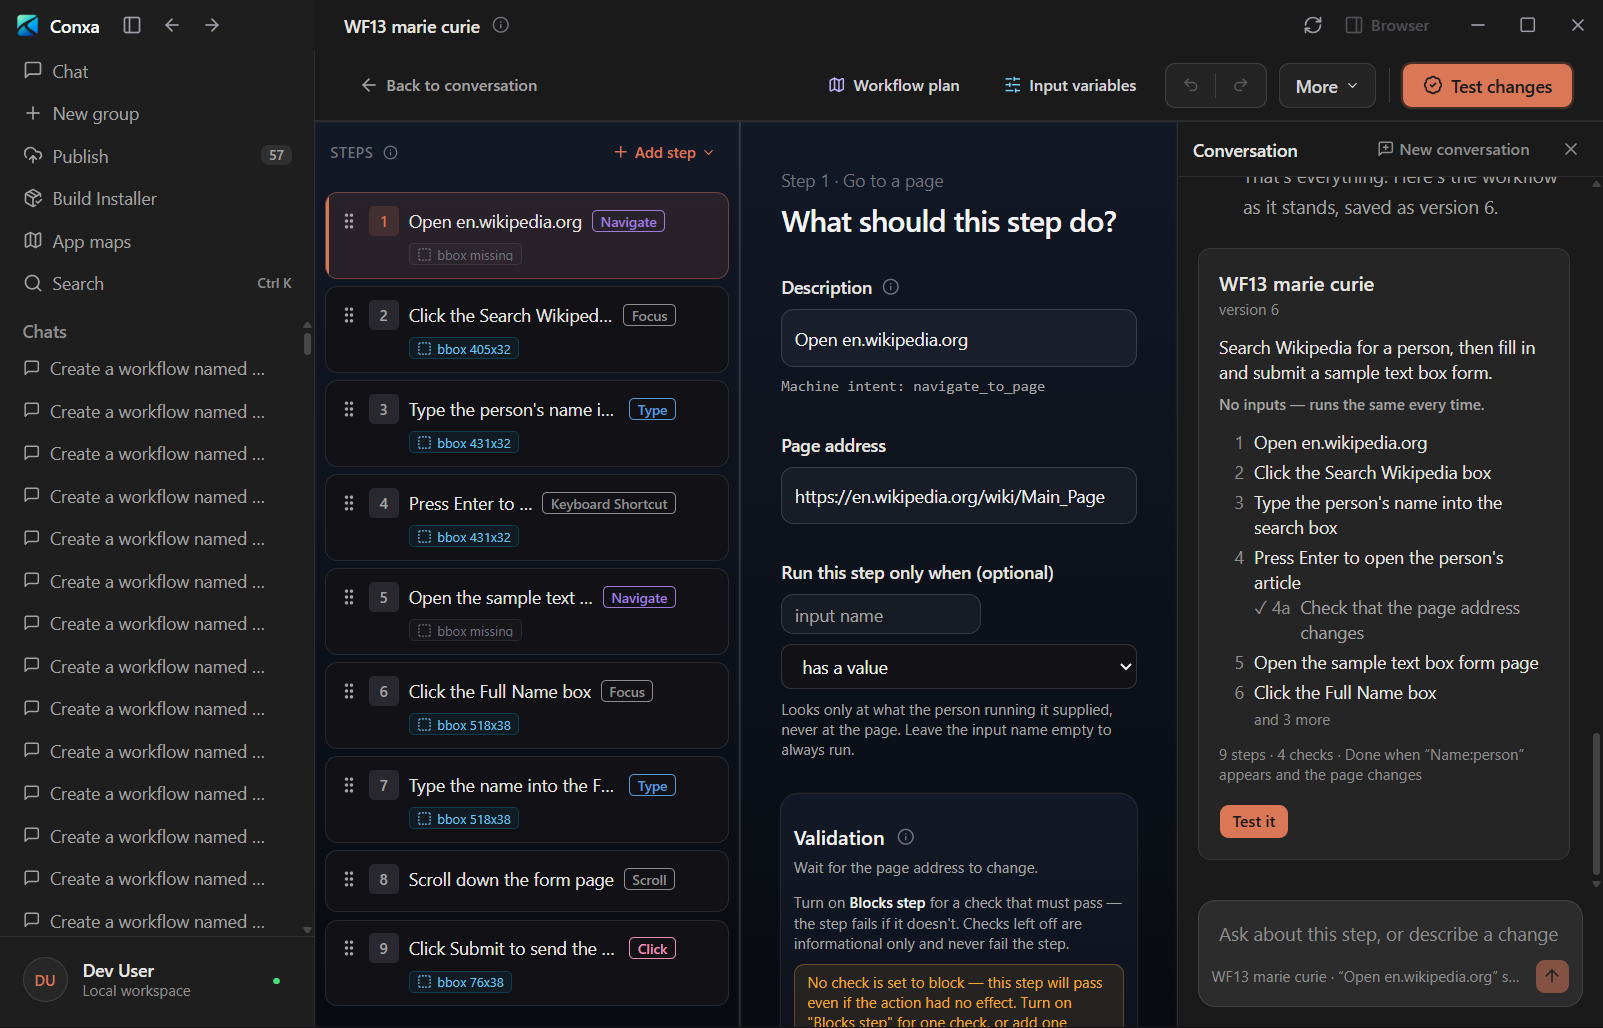 Conxa
WF13 marie curie
Browser
Chat
New group
Publish 57
Build Installer
App maps
Search Ctrl K
Chats
Create a workflow named ...
Create a workflow named ...
Create a workflow named ...
Create a workflow named ...
Create a workflow named ...
Create a workflow named ...
Create a workflow named ...
Create a workflow named ...
Create a workflow named ...
Create a workflow named ...
Create a workflow named ...
Create a workflow named ...
Create a workflow named ...
Create a workflow named ...
DU
Dev User
Local workspace
Back to conversation
Workflow plan
Input variables
More
Test changes
STEPS
Add step
1 Open en.wikipedia.org Navigate
bbox missing
2 Click the Search Wikiped... Focus
bbox 405x32
3 Type the person's name i... Type
bbox 431x32
4 Press Enter to ... Keyboard Shortcut
bbox 431x32
5 Open the sample text ... Navigate
bbox missing
6 Click the Full Name box Focus
bbox 518x38
7 Type the name into the F... Type
bbox 518x38
8 Scroll down the form page Scroll
9 Click Submit to send the ... Click
bbox 76x38
Step 1 · Go to a page
What should this step do?
Description
Open en.wikipedia.org
Machine intent: navigate_to_page
Page address
https://en.wikipedia.org/wiki/Main_Page
Run this step only when (optional)
input name
has a value
Looks only at what the person running it supplied,
never at the page. Leave the input name empty to
always run.
Validation
Wait for the page address to change.
Turn on Blocks step for a check that must pass —
the step fails if it doesn't. Checks left off are
informational only and never fail the step.
No check is set to block — this step will pass
even if the action had no effect. Turn on
"Blocks step" for one check, or add one
Conversation
New conversation
That's everything. Here's the workflow
as it stands, saved as version 6.
WF13 marie curie
version 6
Search Wikipedia for a person, then fill in
and submit a sample text box form.
No inputs — runs the same every time.
1 Open en.wikipedia.org
2 Click the Search Wikipedia box
3 Type the person's name into the
search box
4 Press Enter to open the person's
article
✓ 4a Check that the page address
changes
5 Open the sample text box form page
6 Click the Full Name box
and 3 more
9 steps · 4 checks · Done when “Name:person”
appears and the page changes
Test it
Ask about this step, or describe a change
WF13 marie curie · “Open en.wikipedia.org” s...